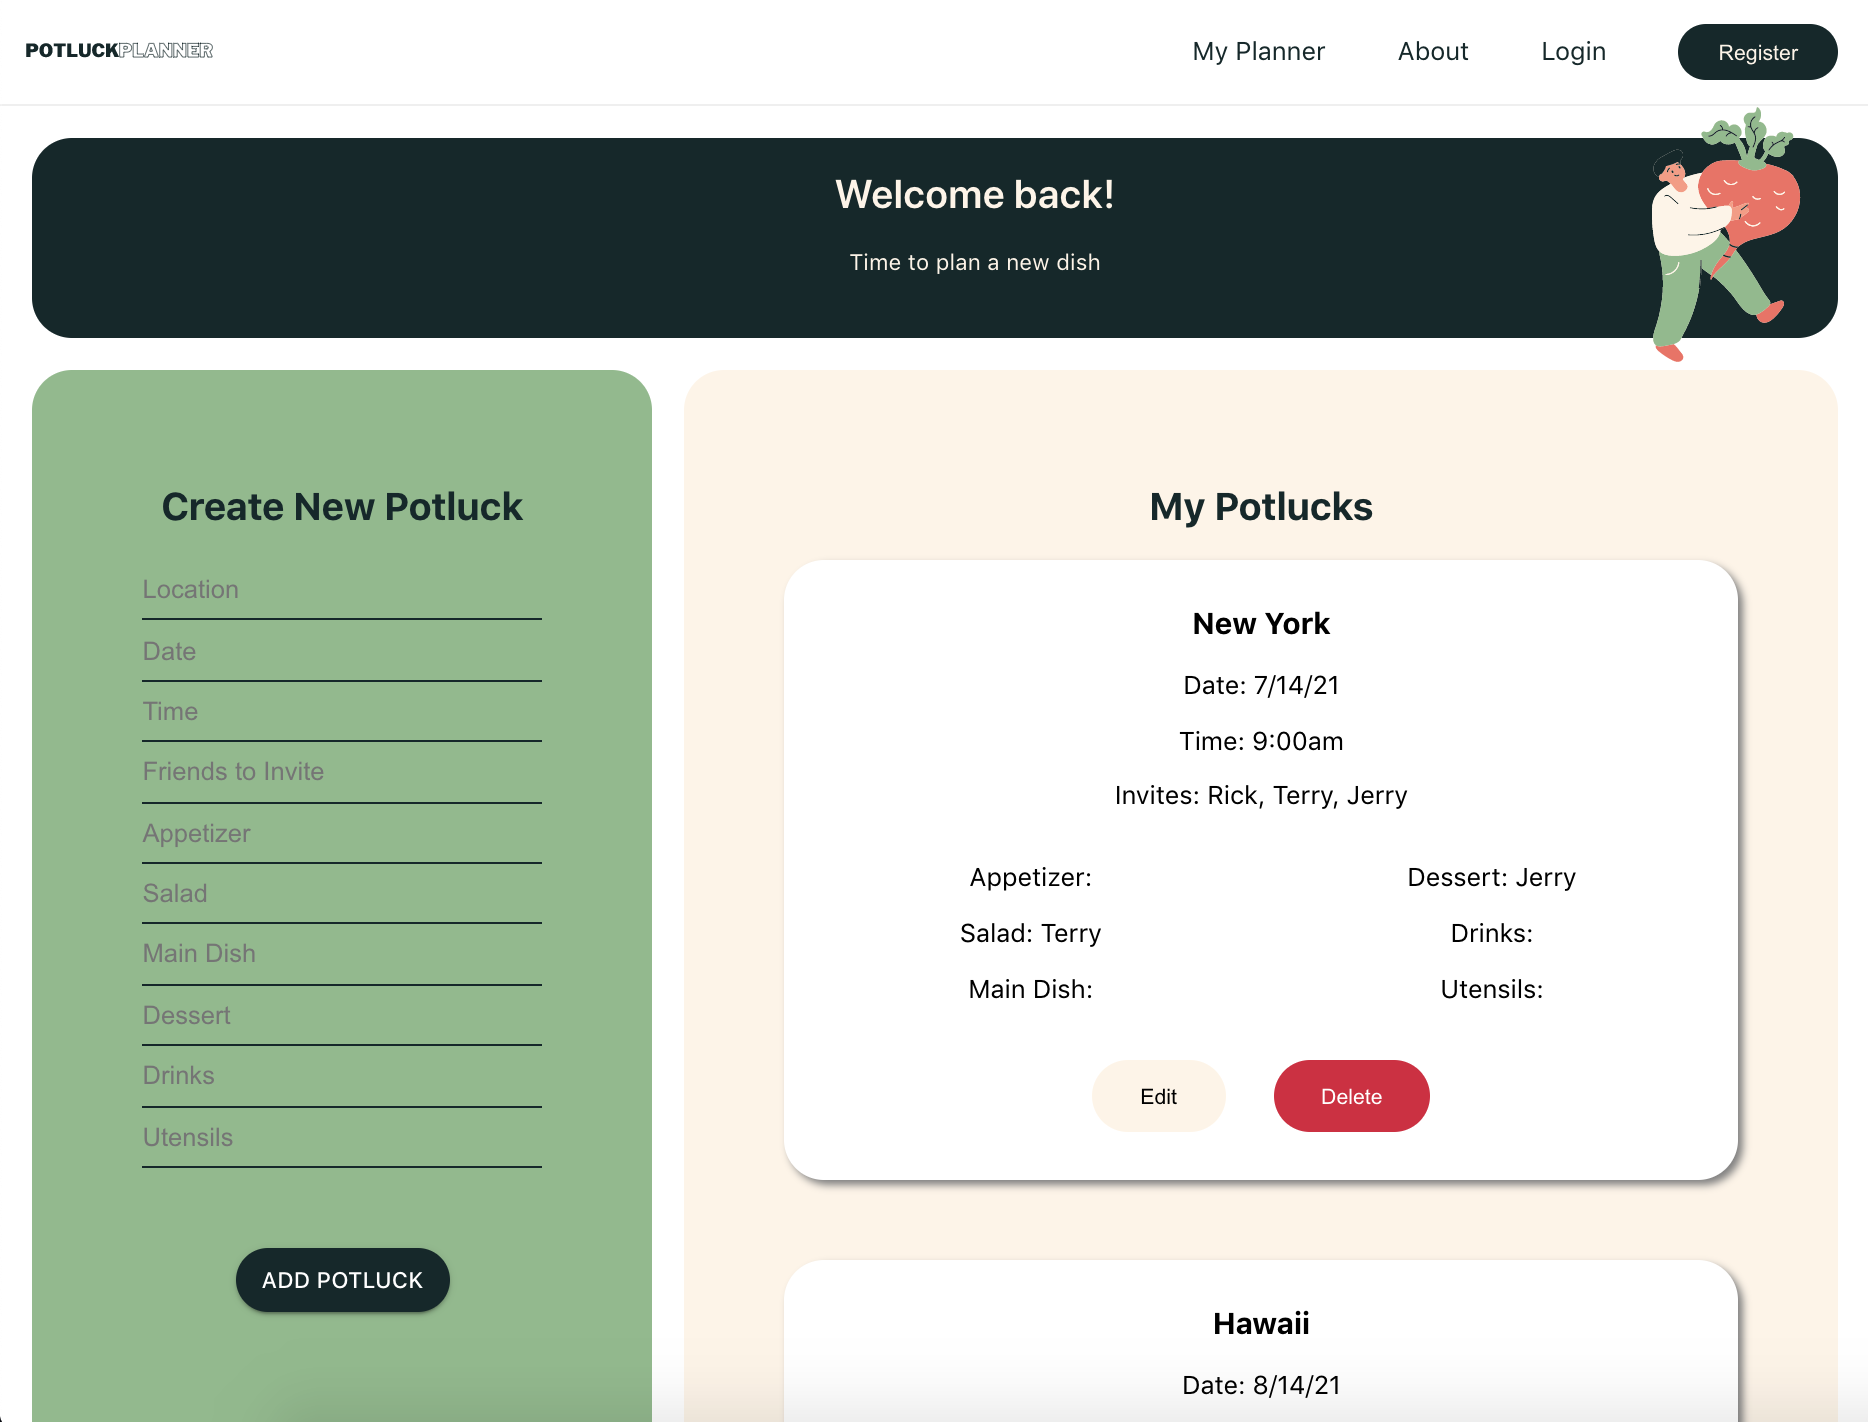 POTLUCKPLANNER
My Planner
About
Login
Register
Welcome back!
Time to plan a new dish
Create New Potluck
Location
Date
Time
Friends to Invite
Appetizer
Salad
Main Dish
Dessert
Drinks
Utensils
ADD POTLUCK
My Potlucks
New York
Date: 7/14/21
Time: 9:00am
Invites: Rick, Terry, Jerry
Appetizer:
Salad: Terry
Main Dish:
Dessert: Jerry
Drinks:
Utensils:
Edit
Delete
Hawaii
Date: 8/14/21